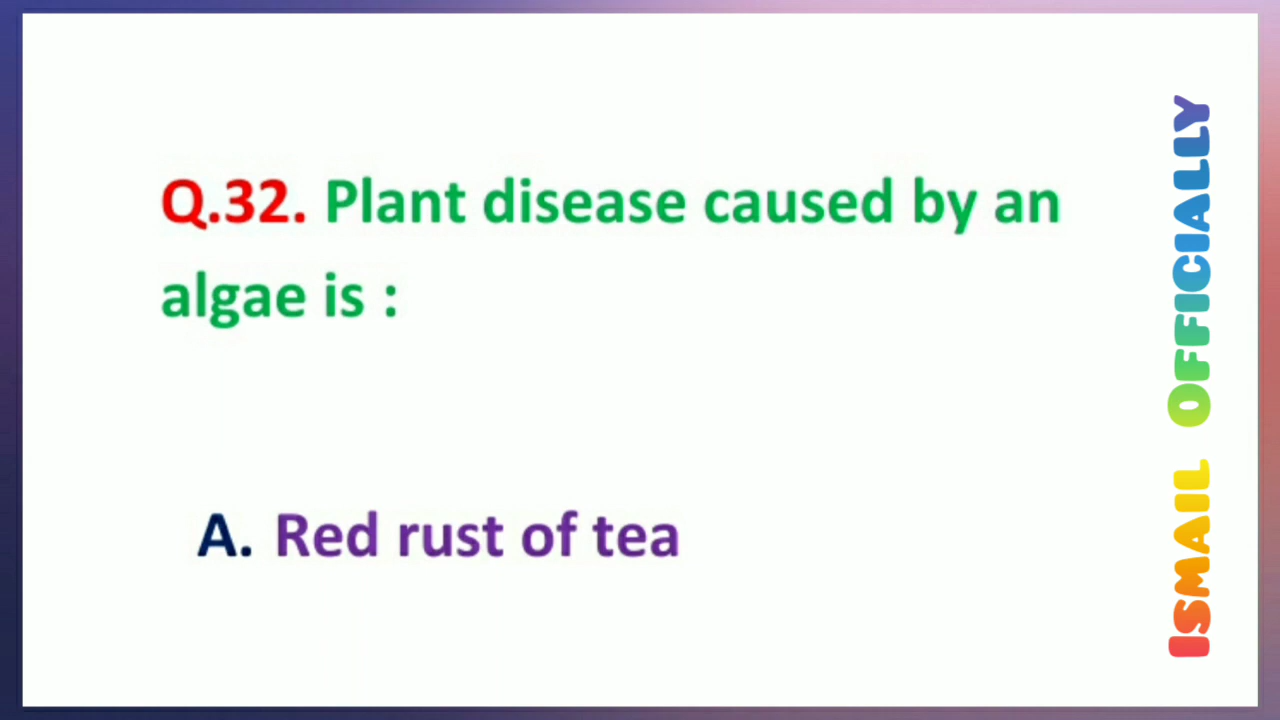 Q.32. Plant disease caused by an
algae is :
A. Red rust of tea
ISMAIL OFFICIALLY